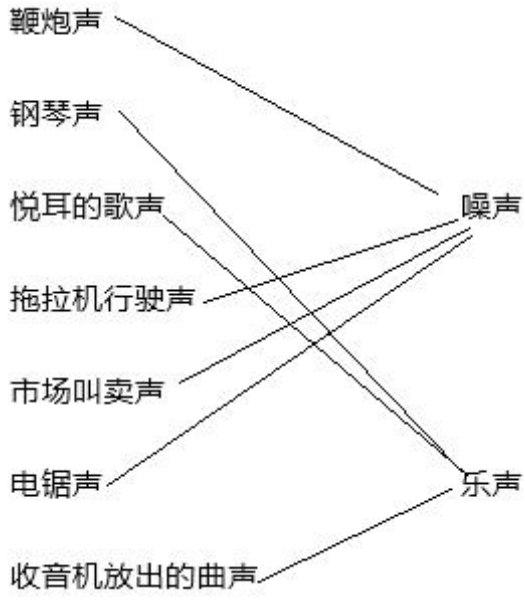 鞭炮声
钢琴声
悦耳的歌声
噪声
拖拉机行驶声
市场叫卖声
电锯声
乐声
收音机放出的曲声